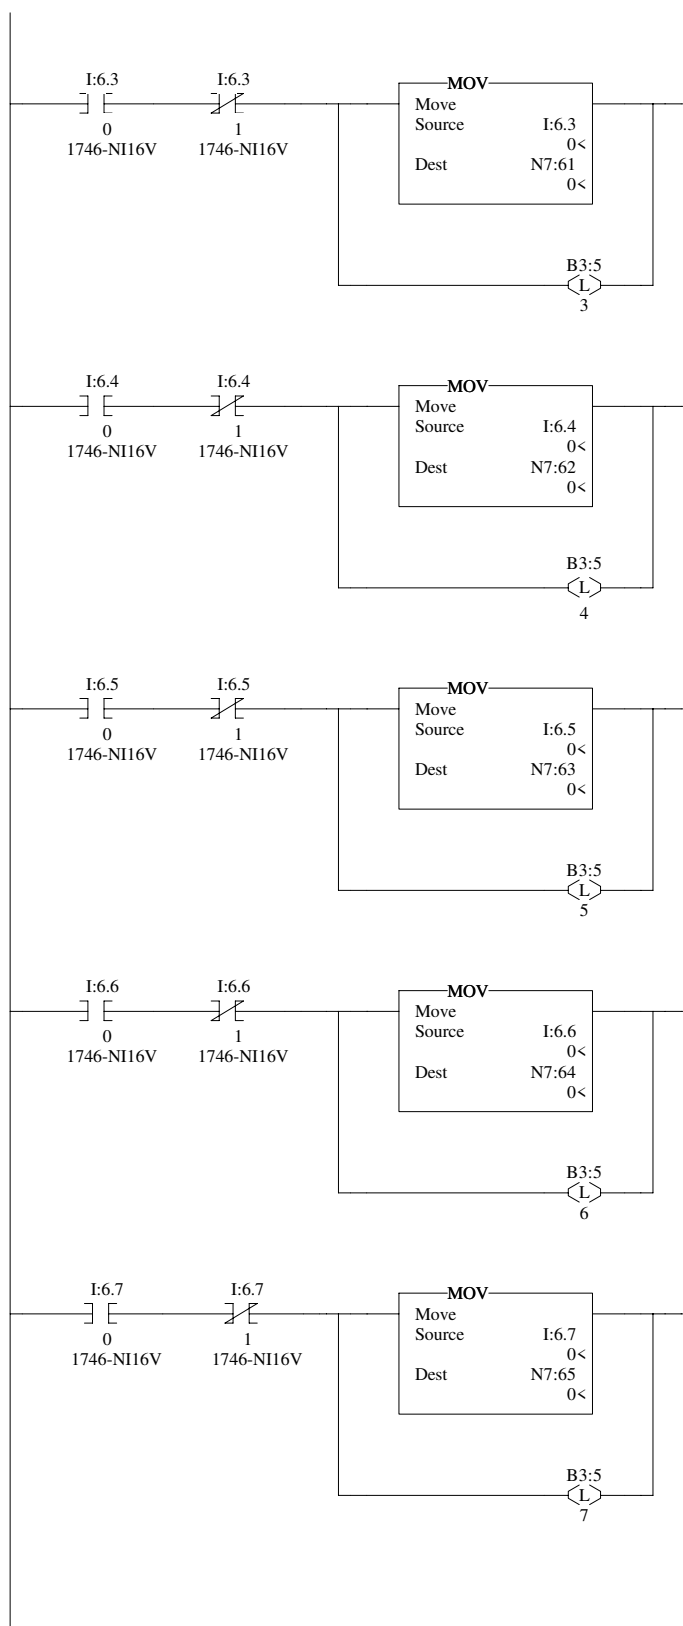 I:6.3 I:6.3 MOV
Move
0 1 Source I:6.3
1746-NI16V 1746-NI16V 0<
Dest N7:61
0<
B3:5
L
3
I:6.4 I:6.4 MOV
Move
0 1 Source I:6.4
1746-NI16V 1746-NI16V 0<
Dest N7:62
0<
B3:5
L
4
I:6.5 I:6.5 MOV
Move
0 1 Source I:6.5
1746-NI16V 1746-NI16V 0<
Dest N7:63
0<
B3:5
L
5
I:6.6 I:6.6 MOV
Move
0 1 Source I:6.6
1746-NI16V 1746-NI16V 0<
Dest N7:64
0<
B3:5
L
6
I:6.7 I:6.7 MOV
Move
0 1 Source I:6.7
1746-NI16V 1746-NI16V 0<
Dest N7:65
0<
B3:5
L
7